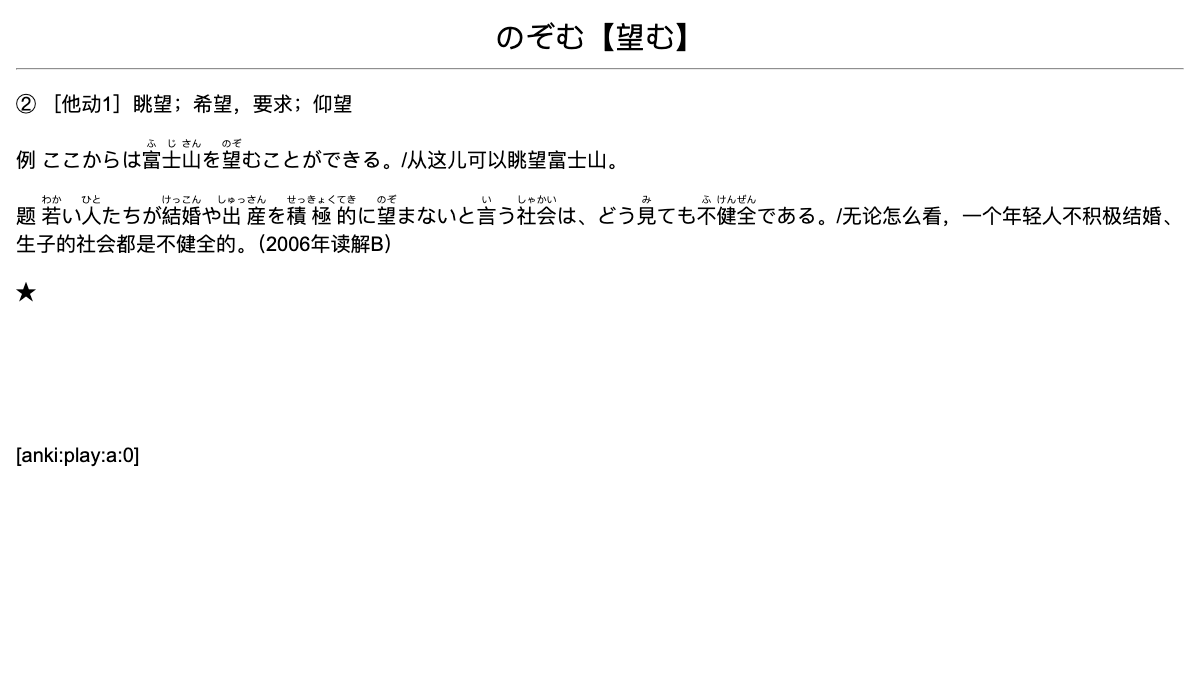 のぞむ【望む】
② ［他动1］眺望；希望，要求；仰望
ふ じ さん のぞ
例 ここからは富士山を望むことができる。/从这儿可以眺望富士山。
わか ひと けっこん しゅっさん せっきょくてき のぞ い しゃかい み ふ けんぜん
题 若い人たちが結婚や出産を積極的に望まないと言う社会は、どう見ても不健全である。/无论怎么看，一个年轻人不积极结婚、
生子的社会都是不健全的。（2006年读解B）
★
[anki:play:a:0]